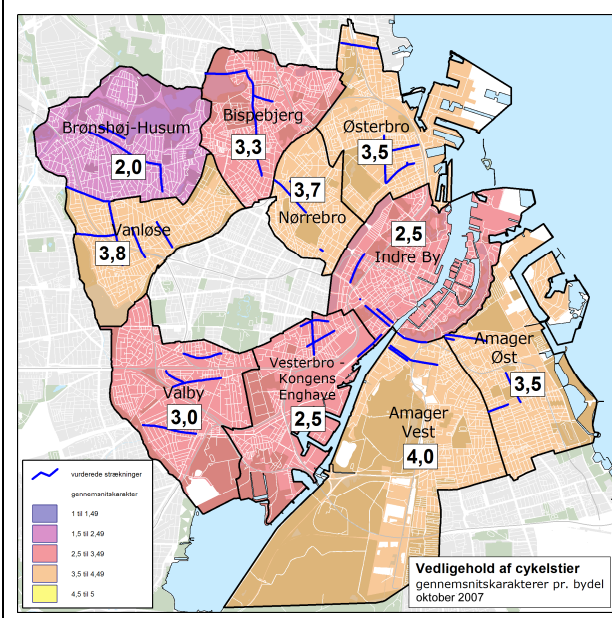 Brønshøj-Husum
2,0
Bispebjerg
3,3
Østerbro
3,5
3,7
Nørrebro
Vanløse
3,8
2,5
Indre By
Amager
Øst
3,5
Vesterbro -
Kongens
Enghave
2,5
Valby
3,0
Amager
Vest
4,0
vurderede strækninger
gennemsnitskarakter
1 til 1,49
1,5 til 2,49
2,5 til 3,49
3,5 til 4,49
4,5 til 5
Vedligehold af cykelstier
gennemsnitskarakterer pr. bydel
oktober 2007